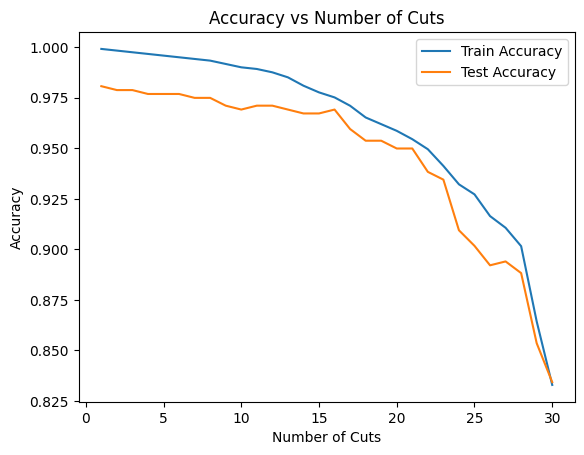 Accuracy vs Number of Cuts
Train Accuracy
Test Accuracy
1.000
0.975
0.950
0.925
0.900
0.875
0.850
0.825
Accuracy
0 5 10 15 20 25 30
Number of Cuts